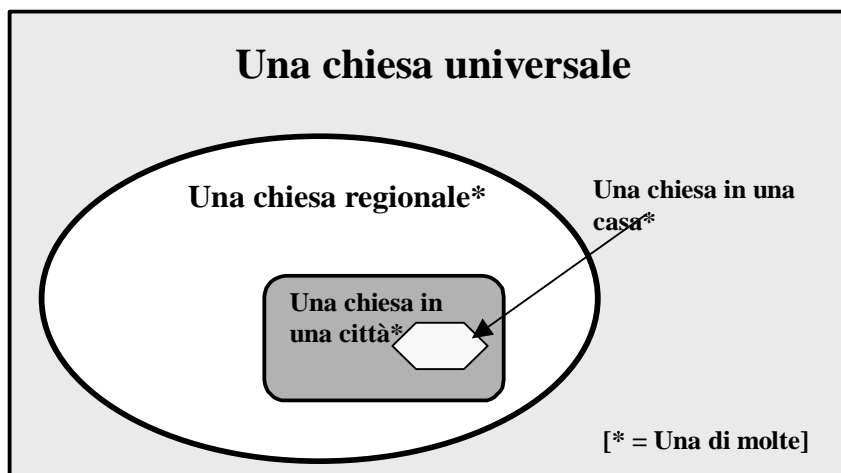 Una chiesa universale
Una chiesa regionale*
Una chiesa in una
casa*
Una chiesa in
una città*
[* = Una di molte]